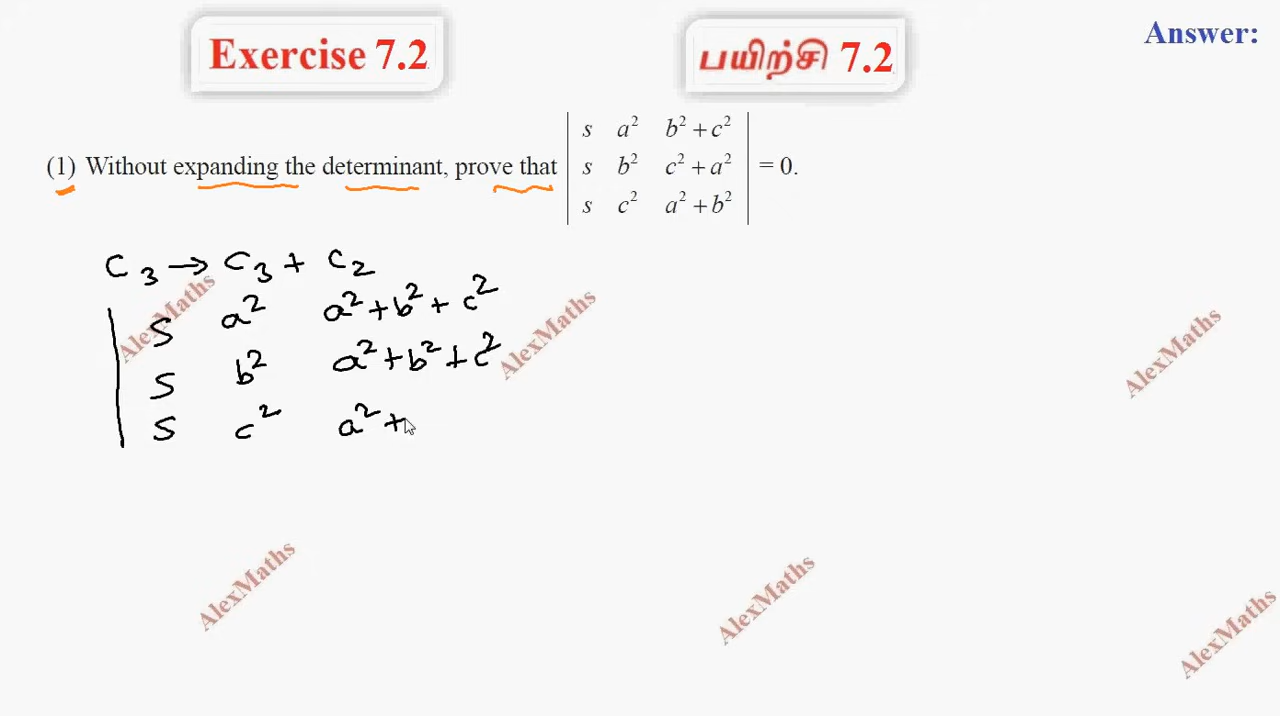 Exercise 7.2
பயிற்சி 7.2
Answer:
(1) Without expanding the determinant, prove that | s a² b²+c² | = 0.
| s b² c²+a² |
| s c² a²+b² |
C₃ → C₃ + C₂
| s a² a²+b²+c²
| s b² a²+b²+c²
| s c² a²+
AlexMaths
AlexMaths
AlexMaths
AlexMaths
AlexMaths
AlexMaths